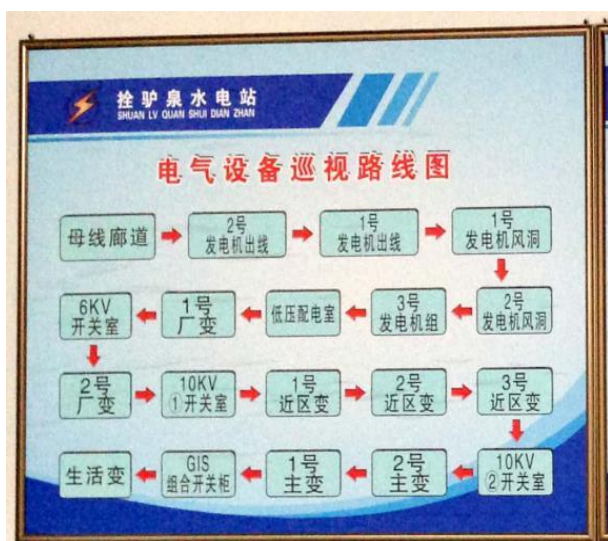 拴驴泉水电站
SHUAN LV QUAN SHUI DIAN ZHAN
电气设备巡视路线图
母线廊道
2号
发电机出线
1号
发电机出线
1号
发电机风洞
2号
发电机风洞
3号
发电机组
低压配电室
1号
厂变
6KV
开关室
2号
厂变
10KV
①开关室
1号
近区变
2号
近区变
3号
近区变
10KV
②开关室
2号
主变
1号
主变
GIS
组合开关柜
生活变